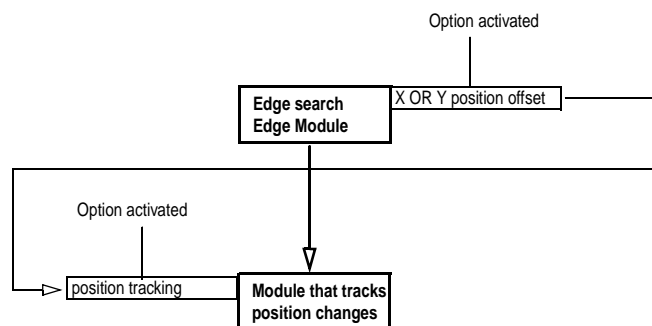 Option activated
Edge search
Edge Module
X OR Y position offset
Option activated
position tracking
Module that tracks
position changes